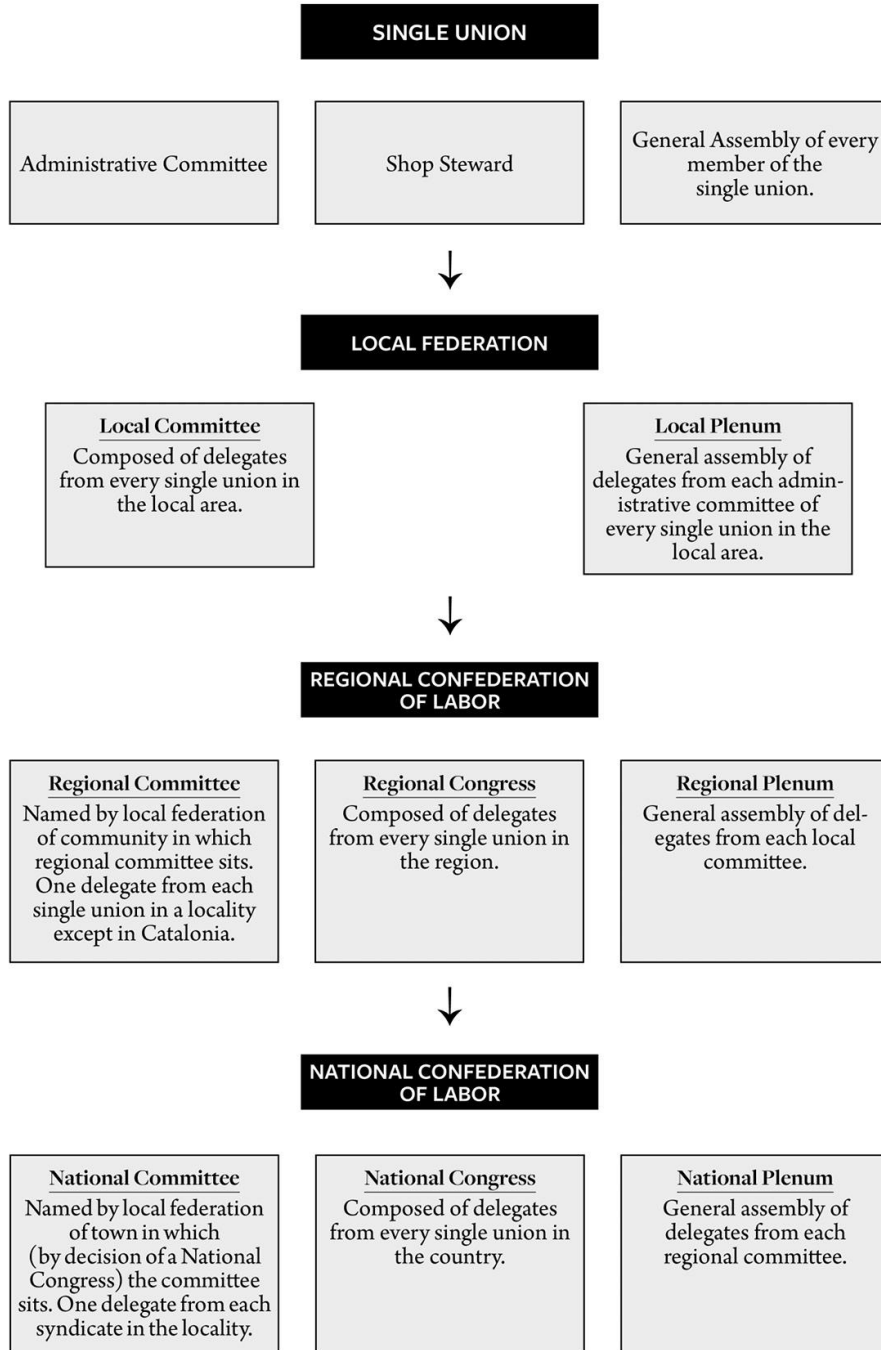 SINGLE UNION
Administrative Committee
Shop Steward
General Assembly of every
member of the
single union.
LOCAL FEDERATION
Local Committee
Composed of delegates
from every single union in
the local area.
Local Plenum
General assembly of
delegates from each admin-
istrative committee of
every single union in the
local area.
REGIONAL CONFEDERATION
OF LABOR
Regional Committee
Named by local federation
of community in which
regional committee sits.
One delegate from each
single union in a locality
except in Catalonia.
Regional Congress
Composed of delegates
from every single union in
the region.
Regional Plenum
General assembly of del-
egates from each local
committee.
NATIONAL CONFEDERATION
OF LABOR
National Committee
Named by local federation
of town in which
(by decision of a National
Congress) the committee
sits. One delegate from each
syndicate in the locality.
National Congress
Composed of delegates
from every single union in
the country.
National Plenum
General assembly of
delegates from each
regional committee.